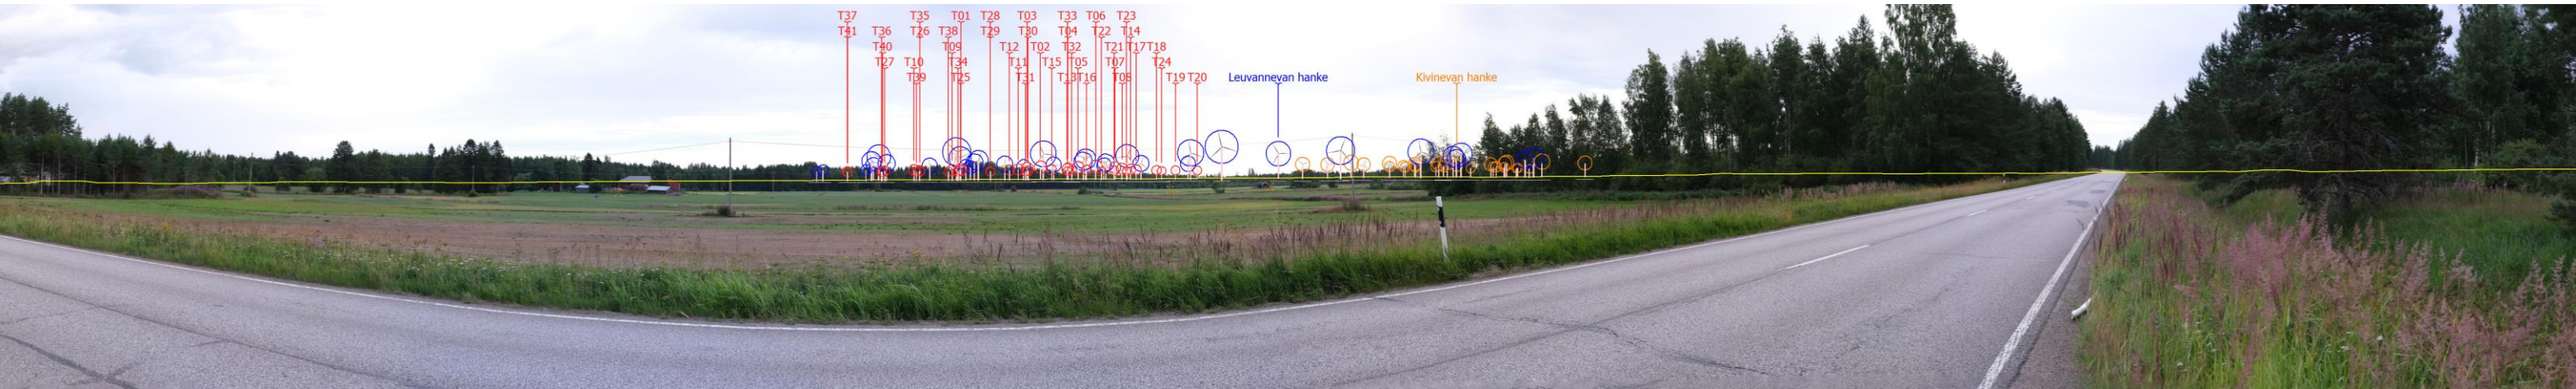 T37 T35 T01 T28 T03 T33 T06 T23
T41 T36 T26 T38 T29 T30 T04 T22 T14
T40 T09 T12 T02 T32 T21 T17 T18
T27 T10 T34 T11 T15 T05 T07 T24
T39 T25 T31 T13 T16 T08 T19 T20 Leuvannevan hanke Kivinevan hanke